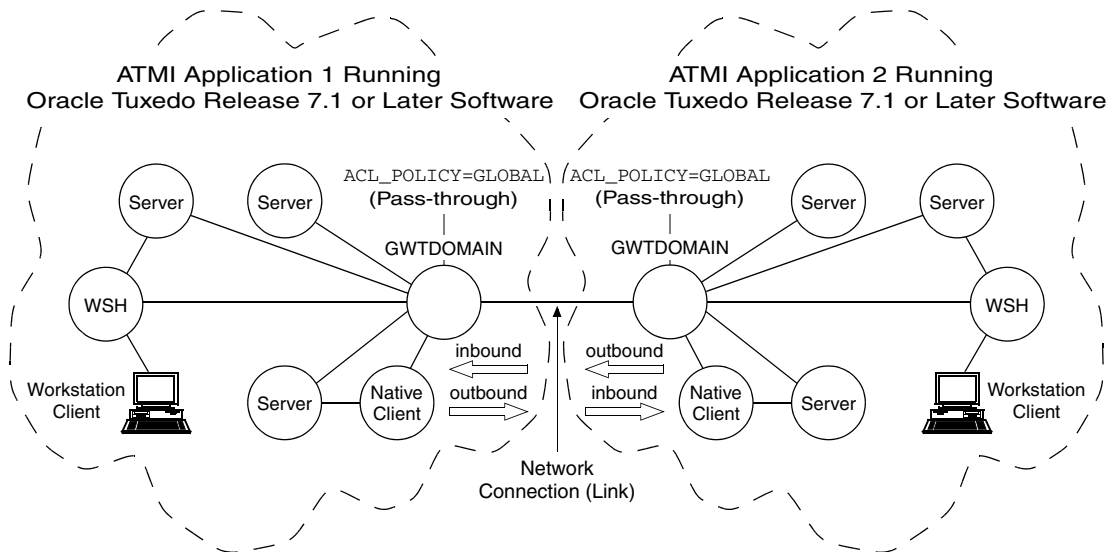 ATMI Application 1 Running
Oracle Tuxedo Release 7.1 or Later Software
ATMI Application 2 Running
Oracle Tuxedo Release 7.1 or Later Software
ACL_POLICY=GLOBAL
(Pass-through)
GWTDOMAIN
ACL_POLICY=GLOBAL
(Pass-through)
GWTDOMAIN
Server
Server
Server
Server
WSH
WSH
inbound
outbound
outbound
inbound
Workstation
Client
Server
Native
Client
Native
Client
Server
Workstation
Client
Network
Connection (Link)